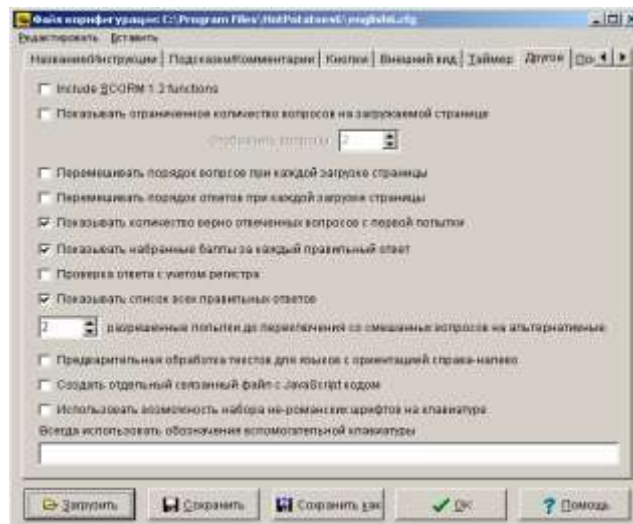 Файл конфигурации: C:\Program Files\HotPotatoes6\english6.cfg
Редактировать Вставить
Название/Инструкции Подсказки/Комментарии Кнопки Внешний вид Таймер Другое
Include SCORM 1.2 functions
Показывать ограниченное количество вопросов на загружаемой странице
Отобразить вопросы 2
Перемешивать порядок вопросов при каждой загрузке страницы
Перемешивать порядок ответов при каждой загрузке страницы
Показывать количество верно отвеченных вопросов с первой попытки
Показывать набранные баллы за каждый правильный ответ
Проверка ответа с учетом регистра
Показывать список всех правильных ответов
2 разрешенные попытки до переключения со смешанных вопросов на альтернативные
Предварительная обработка текстов для языков с ориентацией справа-налево
Создать отдельный связанный файл с JavaScript кодом
Использовать возможность набора не-романских шрифтов на клавиатуре
Всегда использовать обозначения вспомогательной клавиатуры
Загрузить Сохранить Сохранить как OK Помощь